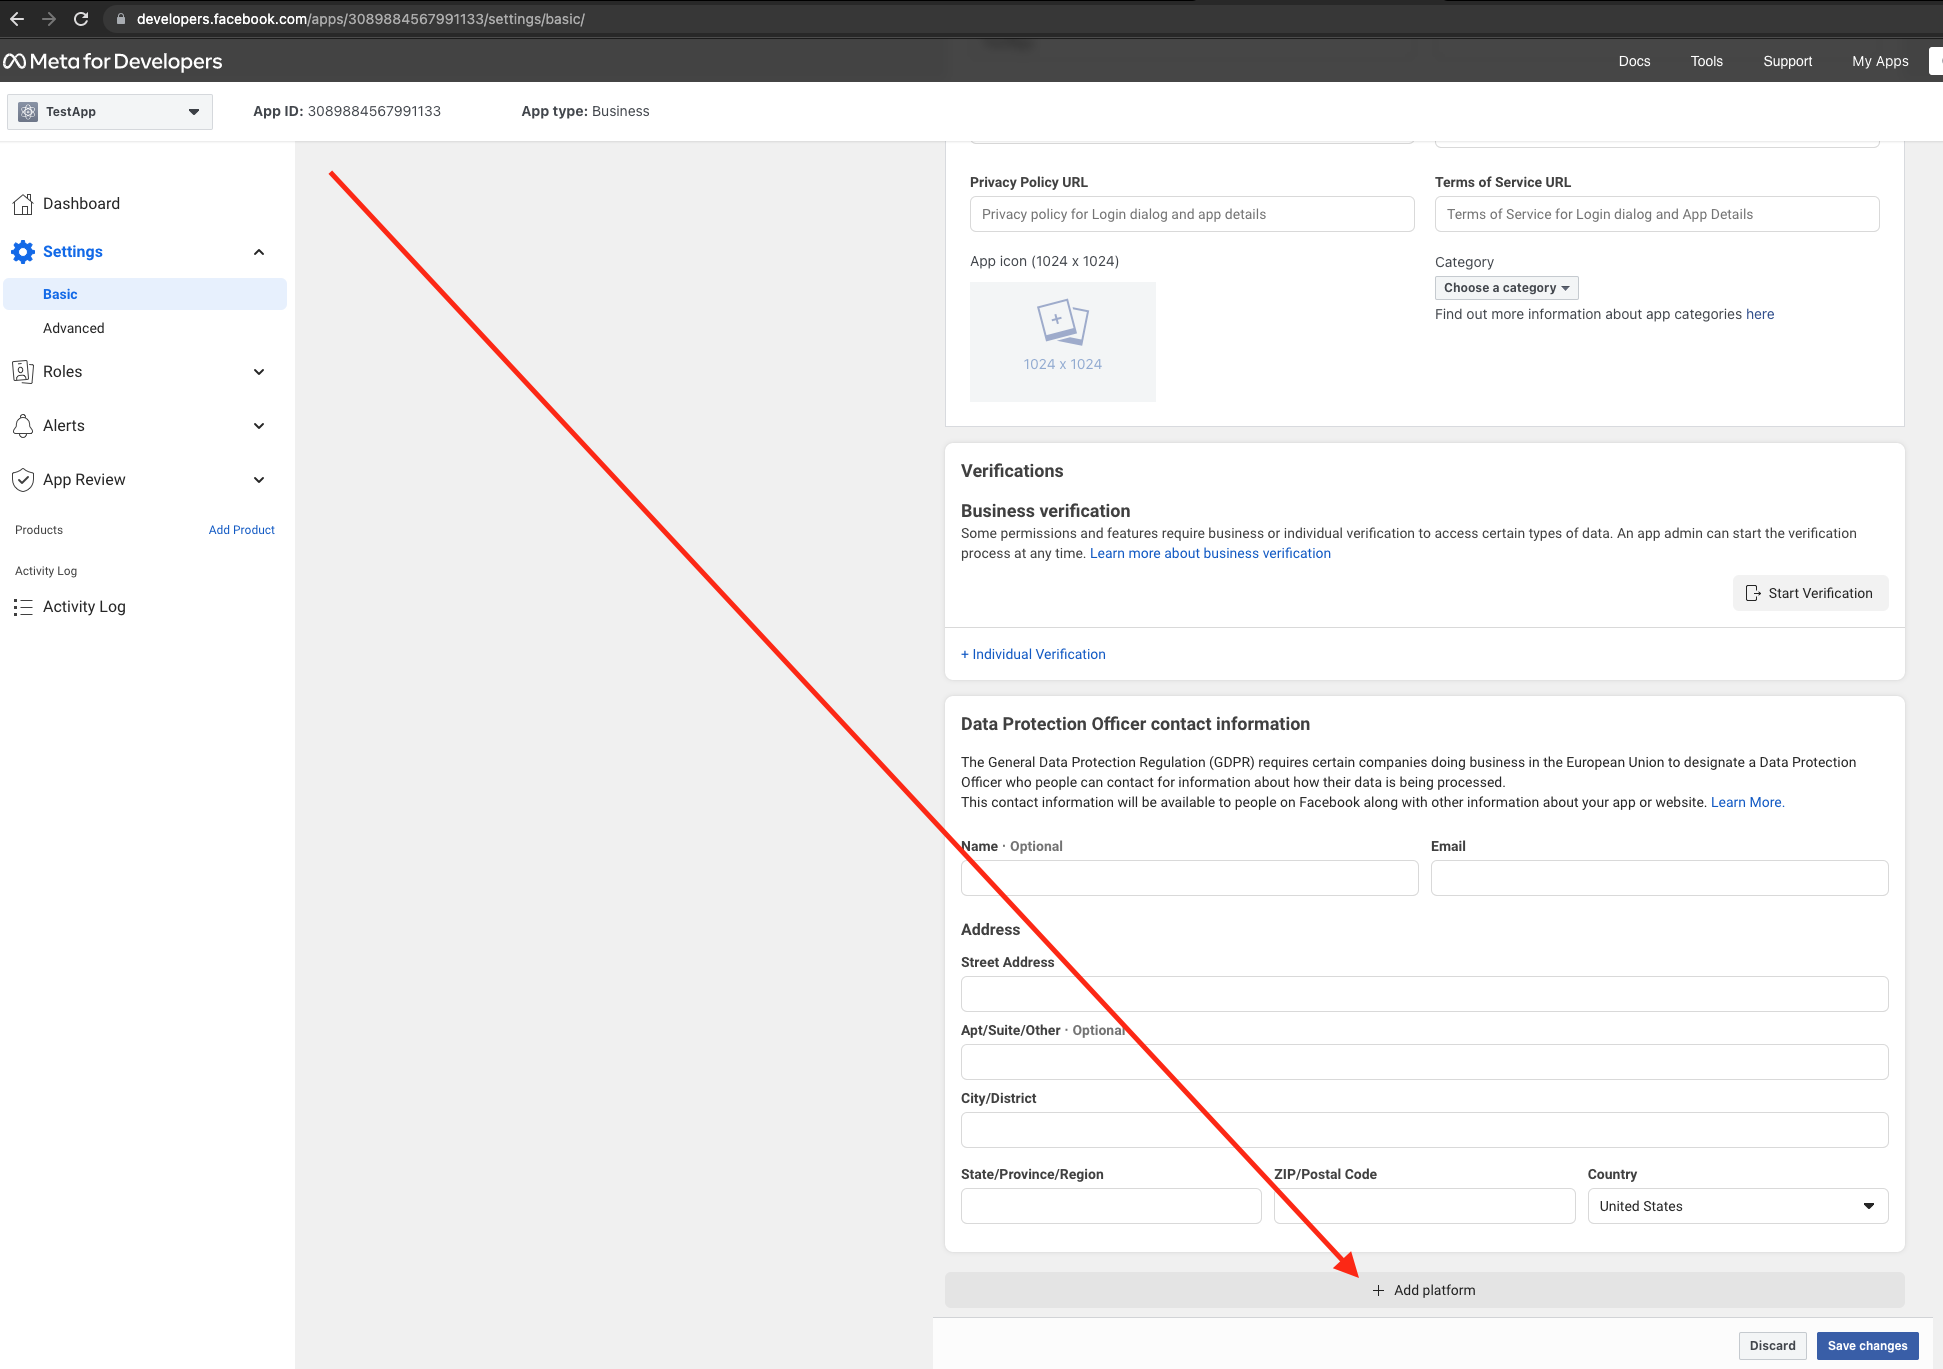 developers.facebook.com/apps/3089884567991133/settings/basic/
Meta for Developers
Docs
Tools
Support
My Apps
TestApp
App ID: 3089884567991133
App type: Business
Dashboard
Settings
Basic
Advanced
Roles
Alerts
App Review
Products
Add Product
Activity Log
Activity Log
Privacy Policy URL
Privacy policy for Login dialog and app details
Terms of Service URL
Terms of Service for Login dialog and App Details
App icon (1024 x 1024)
1024 x 1024
Category
Choose a category
Find out more information about app categories here
Verifications
Business verification
Some permissions and features require business or individual verification to access certain types of data. An app admin can start the verification
process at any time. Learn more about business verification
Start Verification
+ Individual Verification
Data Protection Officer contact information
The General Data Protection Regulation (GDPR) requires certain companies doing business in the European Union to designate a Data Protection
Officer who people can contact for information about how their data is being processed.
This contact information will be available to people on Facebook along with other information about your app or website. Learn More.
Name · Optional
Email
Address
Street Address
Apt/Suite/Other · Optional
City/District
State/Province/Region
ZIP/Postal Code
Country
United States
+ Add platform
Discard
Save changes